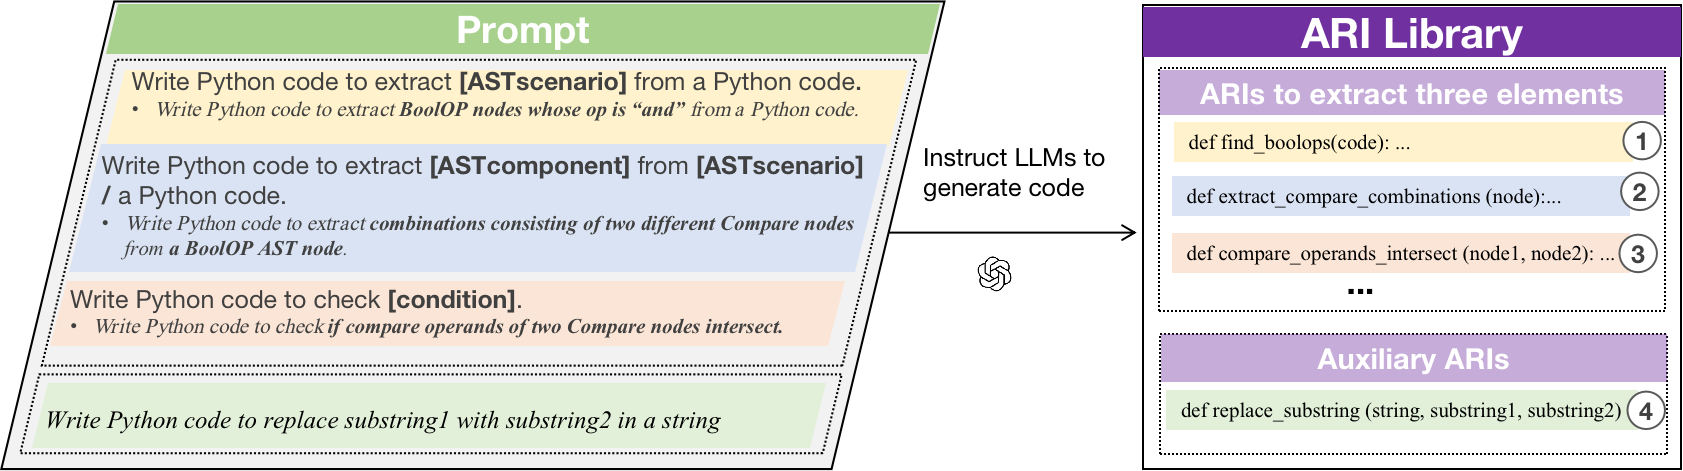 Prompt
Write Python code to extract [ASTscenario] from a Python code.
• Write Python code to extract BoolOP nodes whose op is “and” from a Python code.
Write Python code to extract [ASTcomponent] from [ASTscenario]
/ a Python code.
• Write Python code to extract combinations consisting of two different Compare nodes
from a BoolOP AST node.
Write Python code to check [condition].
• Write Python code to check if compare operands of two Compare nodes intersect.
Write Python code to replace substring1 with substring2 in a string
Instruct LLMs to
generate code
ARI Library
ARIs to extract three elements
def find_boolops(code): ... 1
def extract_compare_combinations (node):... 2
def compare_operands_intersect (node1, node2): ... 3
...
Auxiliary ARIs
def replace_substring (string, substring1, substring2) 4